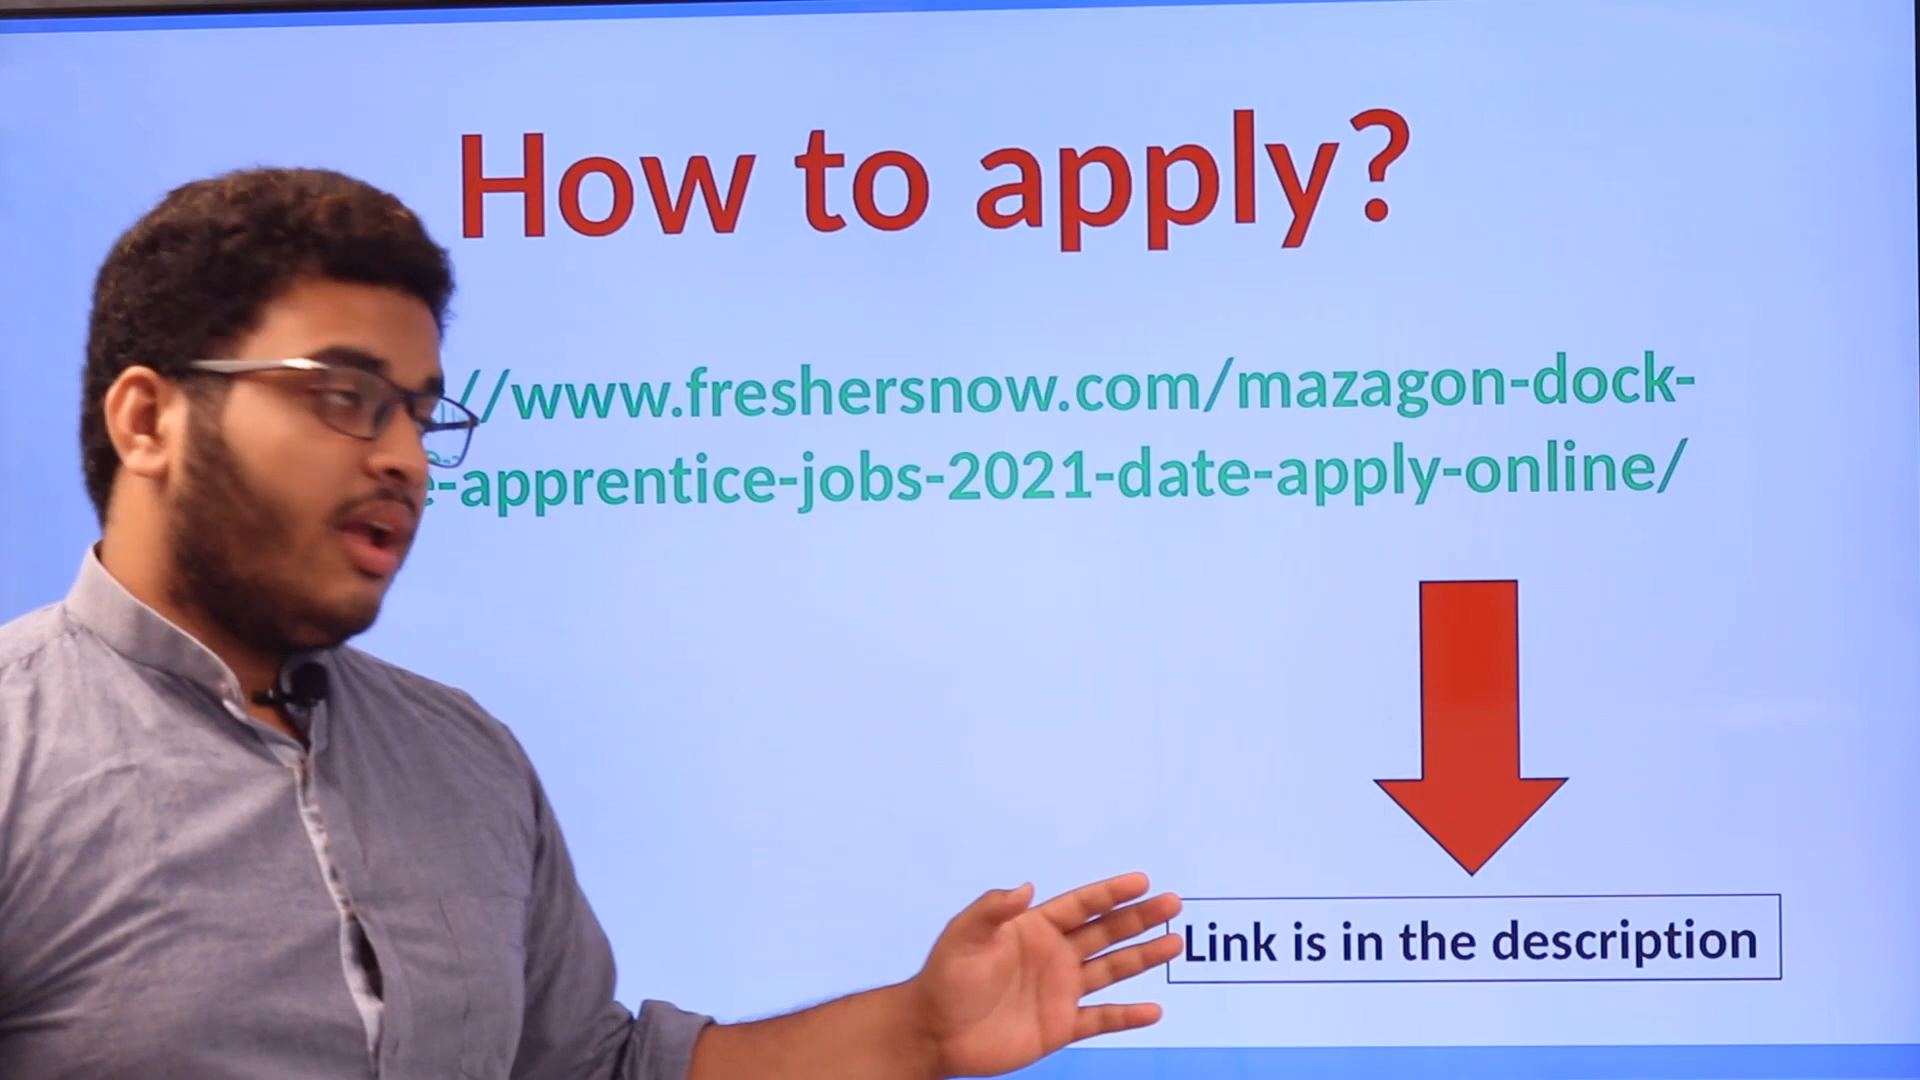 How to apply?
//www.freshersnow.com/mazagon-dock-
-apprentice-jobs-2021-date-apply-online/
Link is in the description